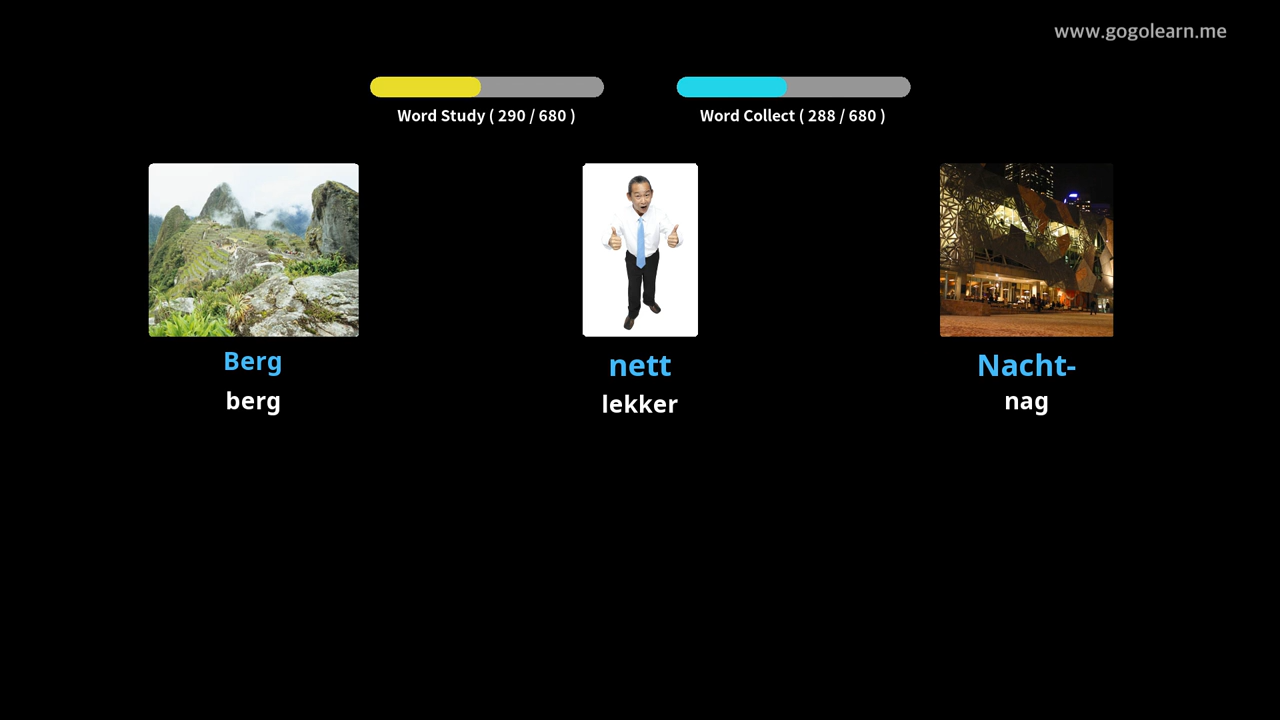 www.gogolearn.me
Word Study ( 290 / 680 )
Word Collect ( 288 / 680 )
Berg
nett
Nacht-
berg
lekker
nag